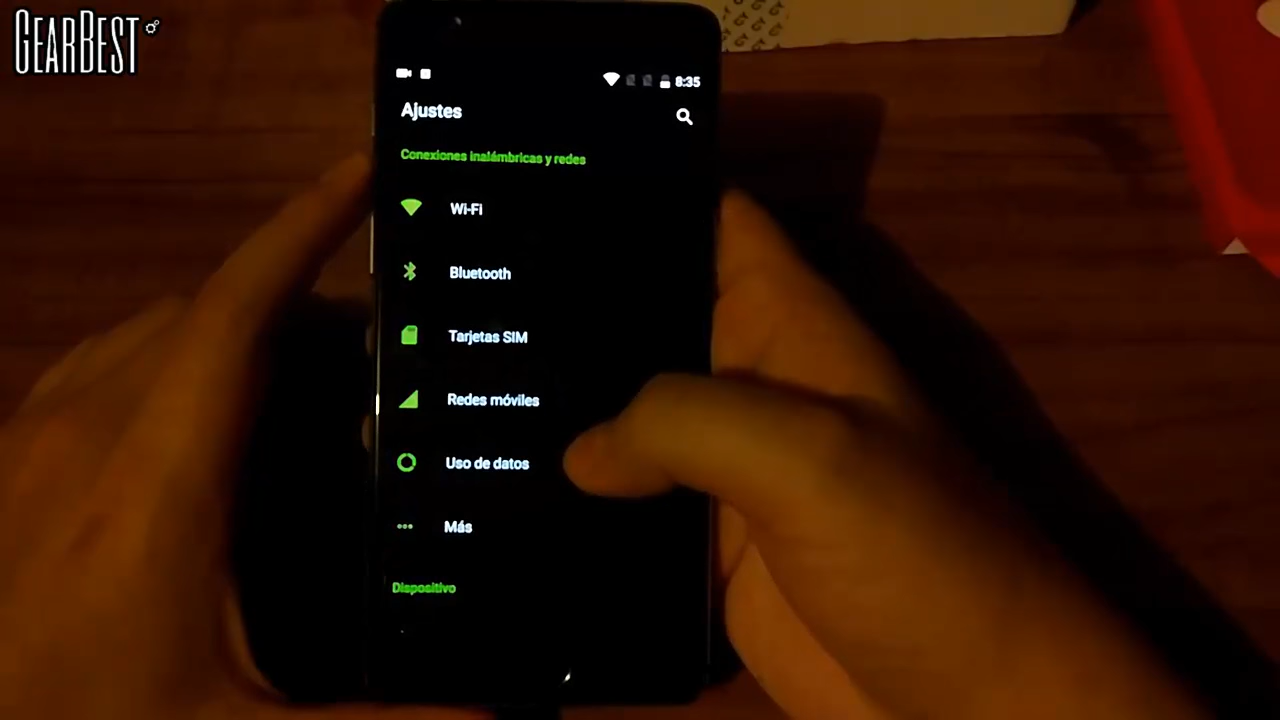 GEARBEST
8:35
Ajustes
Conexiones inalámbricas y redes
Wi-Fi
Bluetooth
Tarjetas SIM
Redes móviles
Uso de datos
Más
Dispositivo